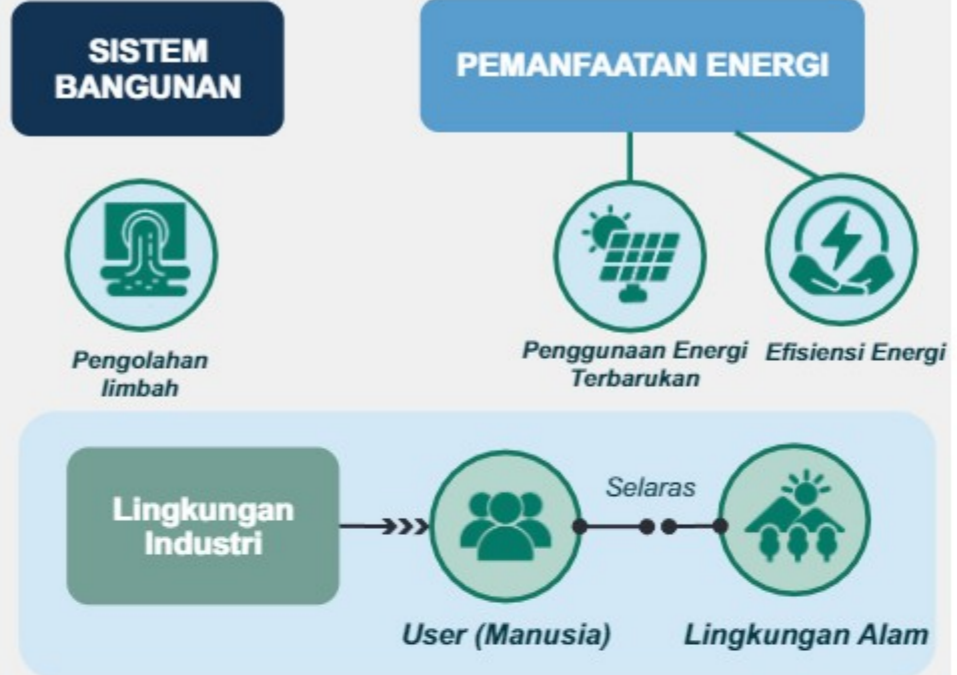 SISTEM
BANGUNAN
PEMANFAATAN ENERGI
Pengolahan
limbah
Penggunaan Energi
Terbarukan
Efisiensi Energi
Lingkungan
Industri
Selaras
User (Manusia)
Lingkungan Alam